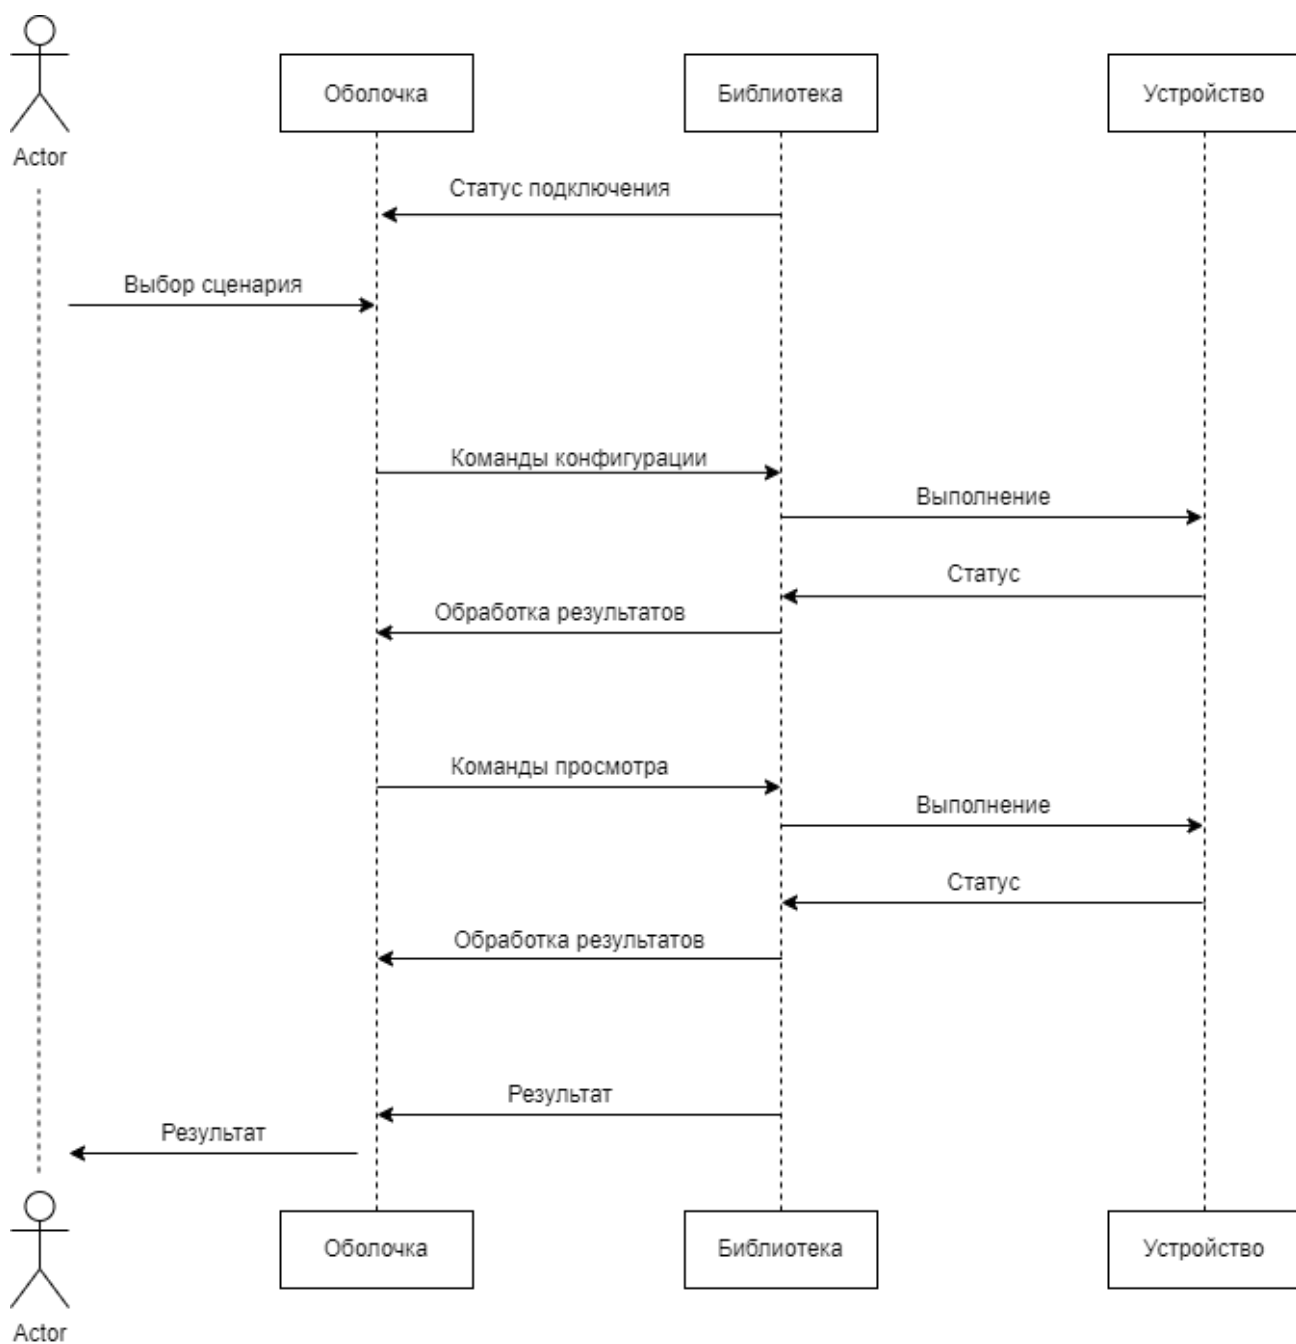 Оболочка
Библиотека
Устройство
Actor
Статус подключения
Выбор сценария
Команды конфигурации
Выполнение
Статус
Обработка результатов
Команды просмотра
Выполнение
Статус
Обработка результатов
Результат
Результат
Оболочка
Библиотека
Устройство
Actor